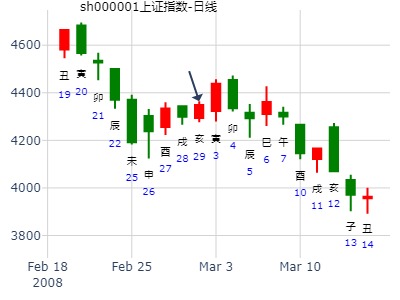 sh000001上证指数-日线
4600
4400
4200
4000
3800
丑
19
寅
20
卯
21
辰
22
未
25
申
26
酉
27
戌
28
亥
29
寅
3
卯
4
辰
5
巳
6
午
7
酉
10
戌
11
亥
12
子
13
丑
14
Feb 18
2008
Feb 25
Mar 3
Mar 10